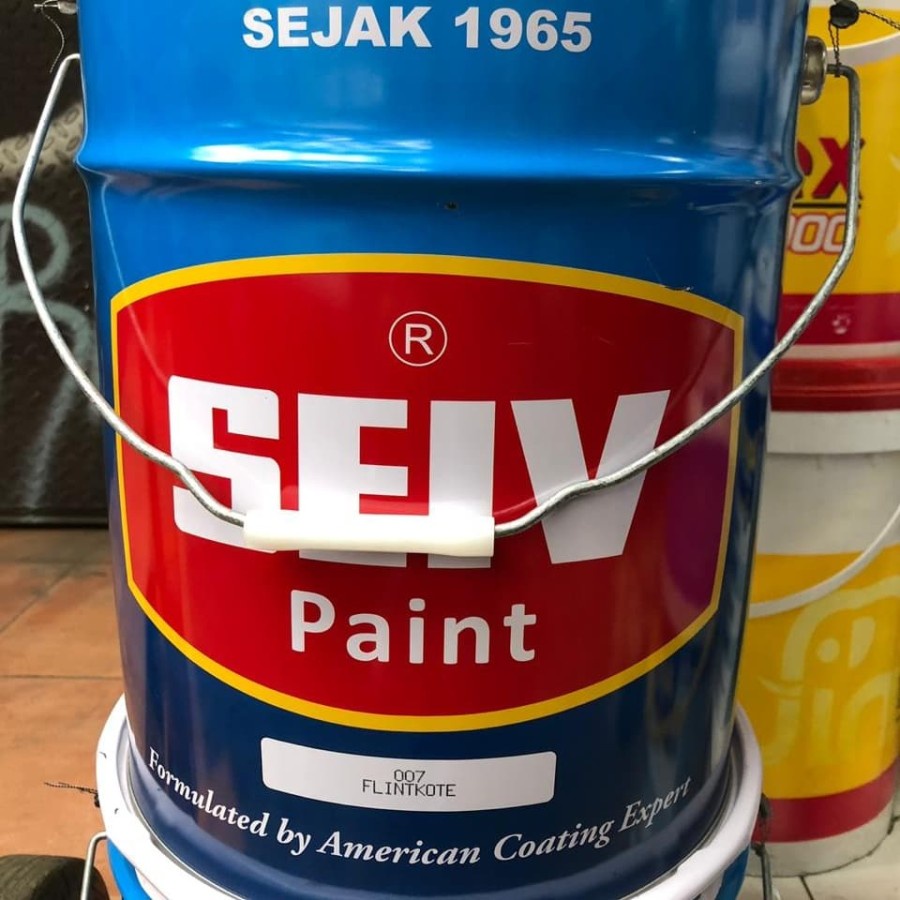 SEJAK 1965
®
SEIV
Paint
007
FLINTKOTE
Formulated by American Coating Expert